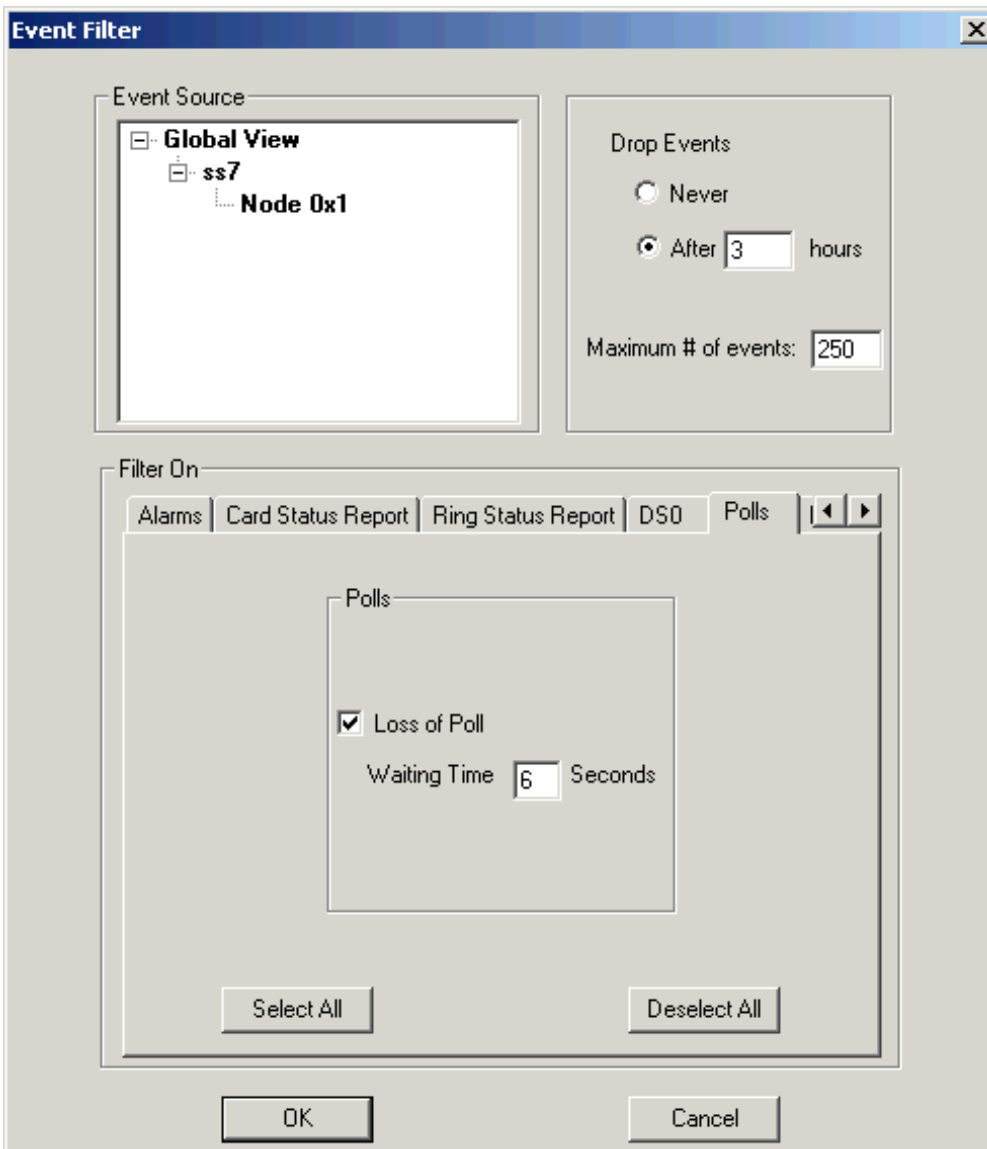 Event Filter
Event Source
Global View
ss7
Node 0x1
Drop Events
Never
After 3 hours
Maximum # of events: 250
Filter On
Alarms Card Status Report Ring Status Report DS0 Polls
Polls
Loss of Poll
Waiting Time 6 Seconds
Select All Deselect All
OK Cancel